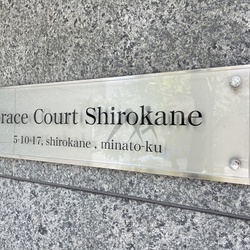 race Court Shirokane
5-10-17, shirokane , minato-ku